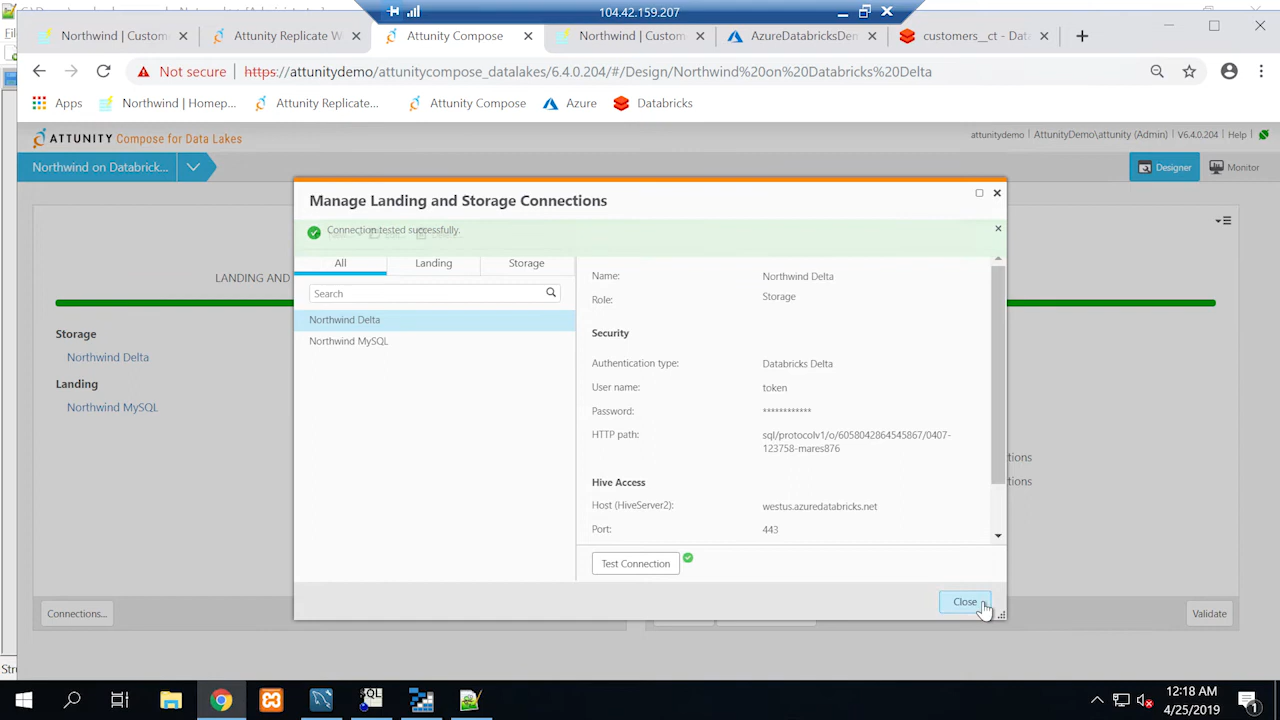 104.42.159.207
Northwind | Custom
Attunity Replicate W
Attunity Compose
Northwind | Custom
AzureDatabricksDem
customers__ct - Data
Not secure
https://attunitydemo/attunitycompose_datalakes/6.4.0.204/#/Design/Northwind%20on%20Databricks%20Delta
Apps
Northwind | Homep...
Attunity Replicate...
Attunity Compose
Azure
Databricks
ATTUNITY Compose for Data Lakes
attunitydemo
AttunityDemo\attunity (Admin)
V6.4.0.204
Help
Northwind on Databrick...
Designer
Monitor
Manage Landing and Storage Connections
Connection tested successfully.
All
Landing
Storage
Search
Northwind Delta
Northwind MySQL
Name:
Northwind Delta
Role:
Storage
Security
Authentication type:
Databricks Delta
User name:
token
Password:
************
HTTP path:
sql/protocolv1/o/6058042864545867/0407-
123758-mares876
Hive Access
Host (HiveServer2):
westus.azuredatabricks.net
Port:
443
Test Connection
Close
LANDING AND
Storage
Northwind Delta
Landing
Northwind MySQL
Connections...
Validate
12:18 AM
4/25/2019
1